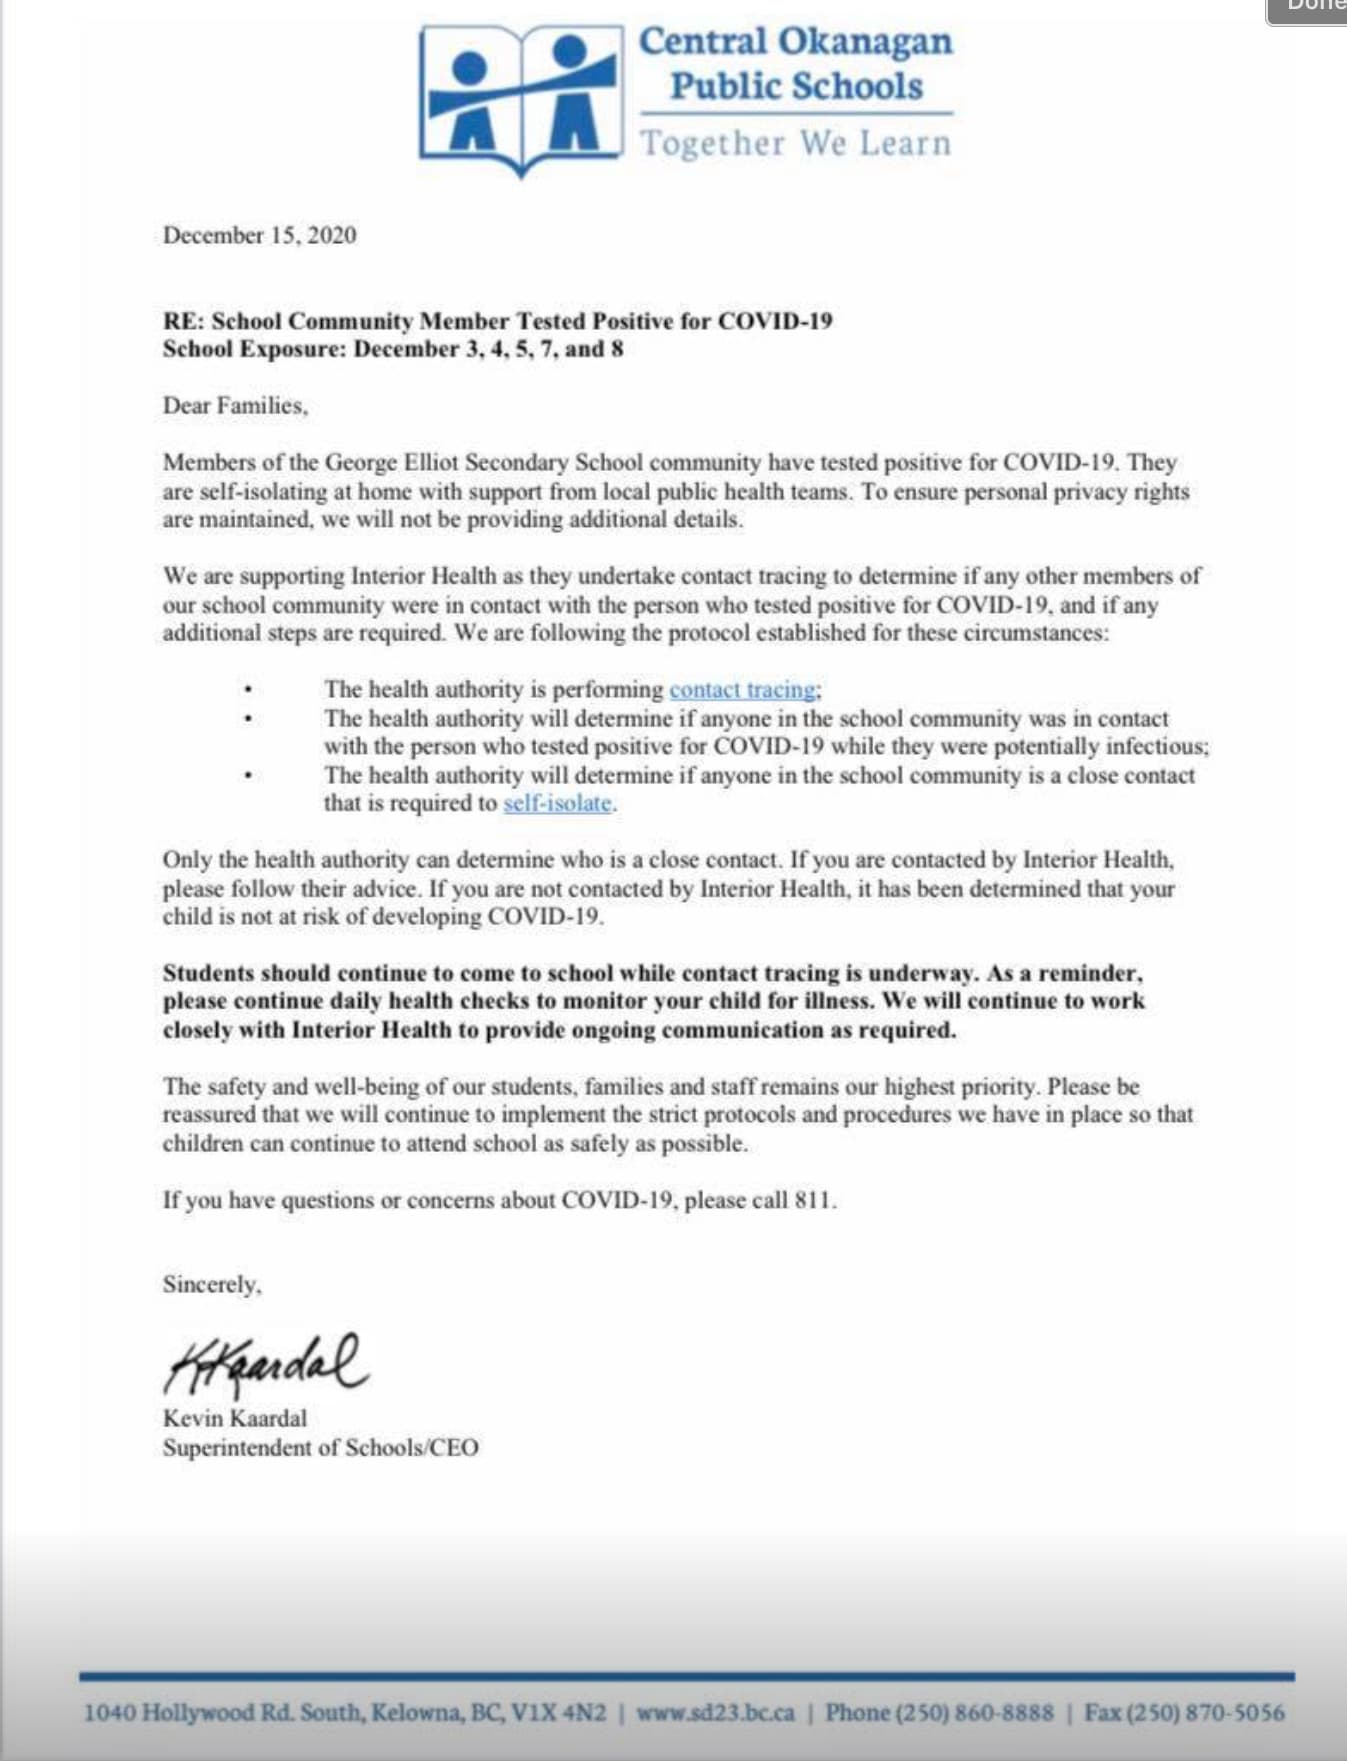 Done
Central Okanagan
Public Schools
Together We Learn
December 15, 2020
RE: School Community Member Tested Positive for COVID-19
School Exposure: December 3, 4, 5, 7, and 8
Dear Families,
Members of the George Elliot Secondary School community have tested positive for COVID-19. They
are self-isolating at home with support from local public health teams. To ensure personal privacy rights
are maintained, we will not be providing additional details.
We are supporting Interior Health as they undertake contact tracing to determine if any other members of
our school community were in contact with the person who tested positive for COVID-19, and if any
additional steps are required. We are following the protocol established for these circumstances:
• The health authority is performing contact tracing;
• The health authority will determine if anyone in the school community was in contact
with the person who tested positive for COVID-19 while they were potentially infectious;
• The health authority will determine if anyone in the school community is a close contact
that is required to self-isolate.
Only the health authority can determine who is a close contact. If you are contacted by Interior Health,
please follow their advice. If you are not contacted by Interior Health, it has been determined that your
child is not at risk of developing COVID-19.
Students should continue to come to school while contact tracing is underway. As a reminder,
please continue daily health checks to monitor your child for illness. We will continue to work
closely with Interior Health to provide ongoing communication as required.
The safety and well-being of our students, families and staff remains our highest priority. Please be
reassured that we will continue to implement the strict protocols and procedures we have in place so that
children can continue to attend school as safely as possible.
If you have questions or concerns about COVID-19, please call 811.
Sincerely,
KKaardal
Kevin Kaardal
Superintendent of Schools/CEO
1040 Hollywood Rd. South, Kelowna, BC, V1X 4N2 | www.sd23.bc.ca | Phone (250) 860-8888 | Fax (250) 870-5056